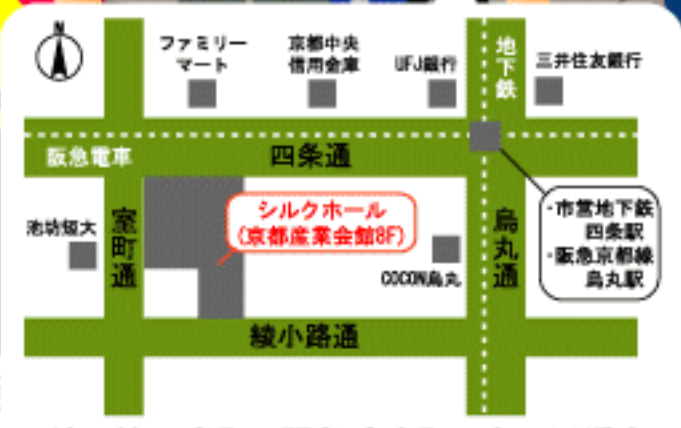 N
ファミリー
マート
京都中央
信用金庫
UFJ銀行
地下鉄
三井住友銀行
阪急電車
四条通
池坊短大
室町通
シルクホール
(京都産業会館8F)
COCON烏丸
烏丸通
・市営地下鉄
四条駅
・阪急京都線
烏丸駅
綾小路通